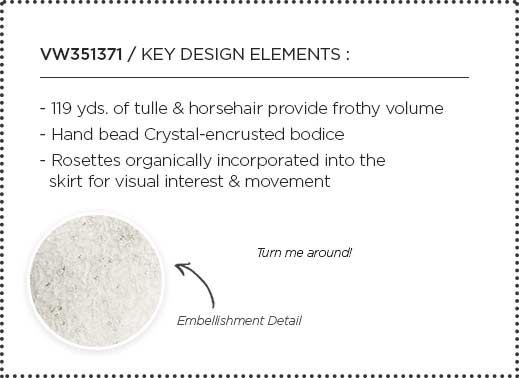 VW351371 / KEY DESIGN ELEMENTS :
- 119 yds. of tulle & horsehair provide frothy volume
- Hand bead Crystal-encrusted bodice
- Rosettes organically incorporated into the
skirt for visual interest & movement
Turn me around!
Embellishment Detail